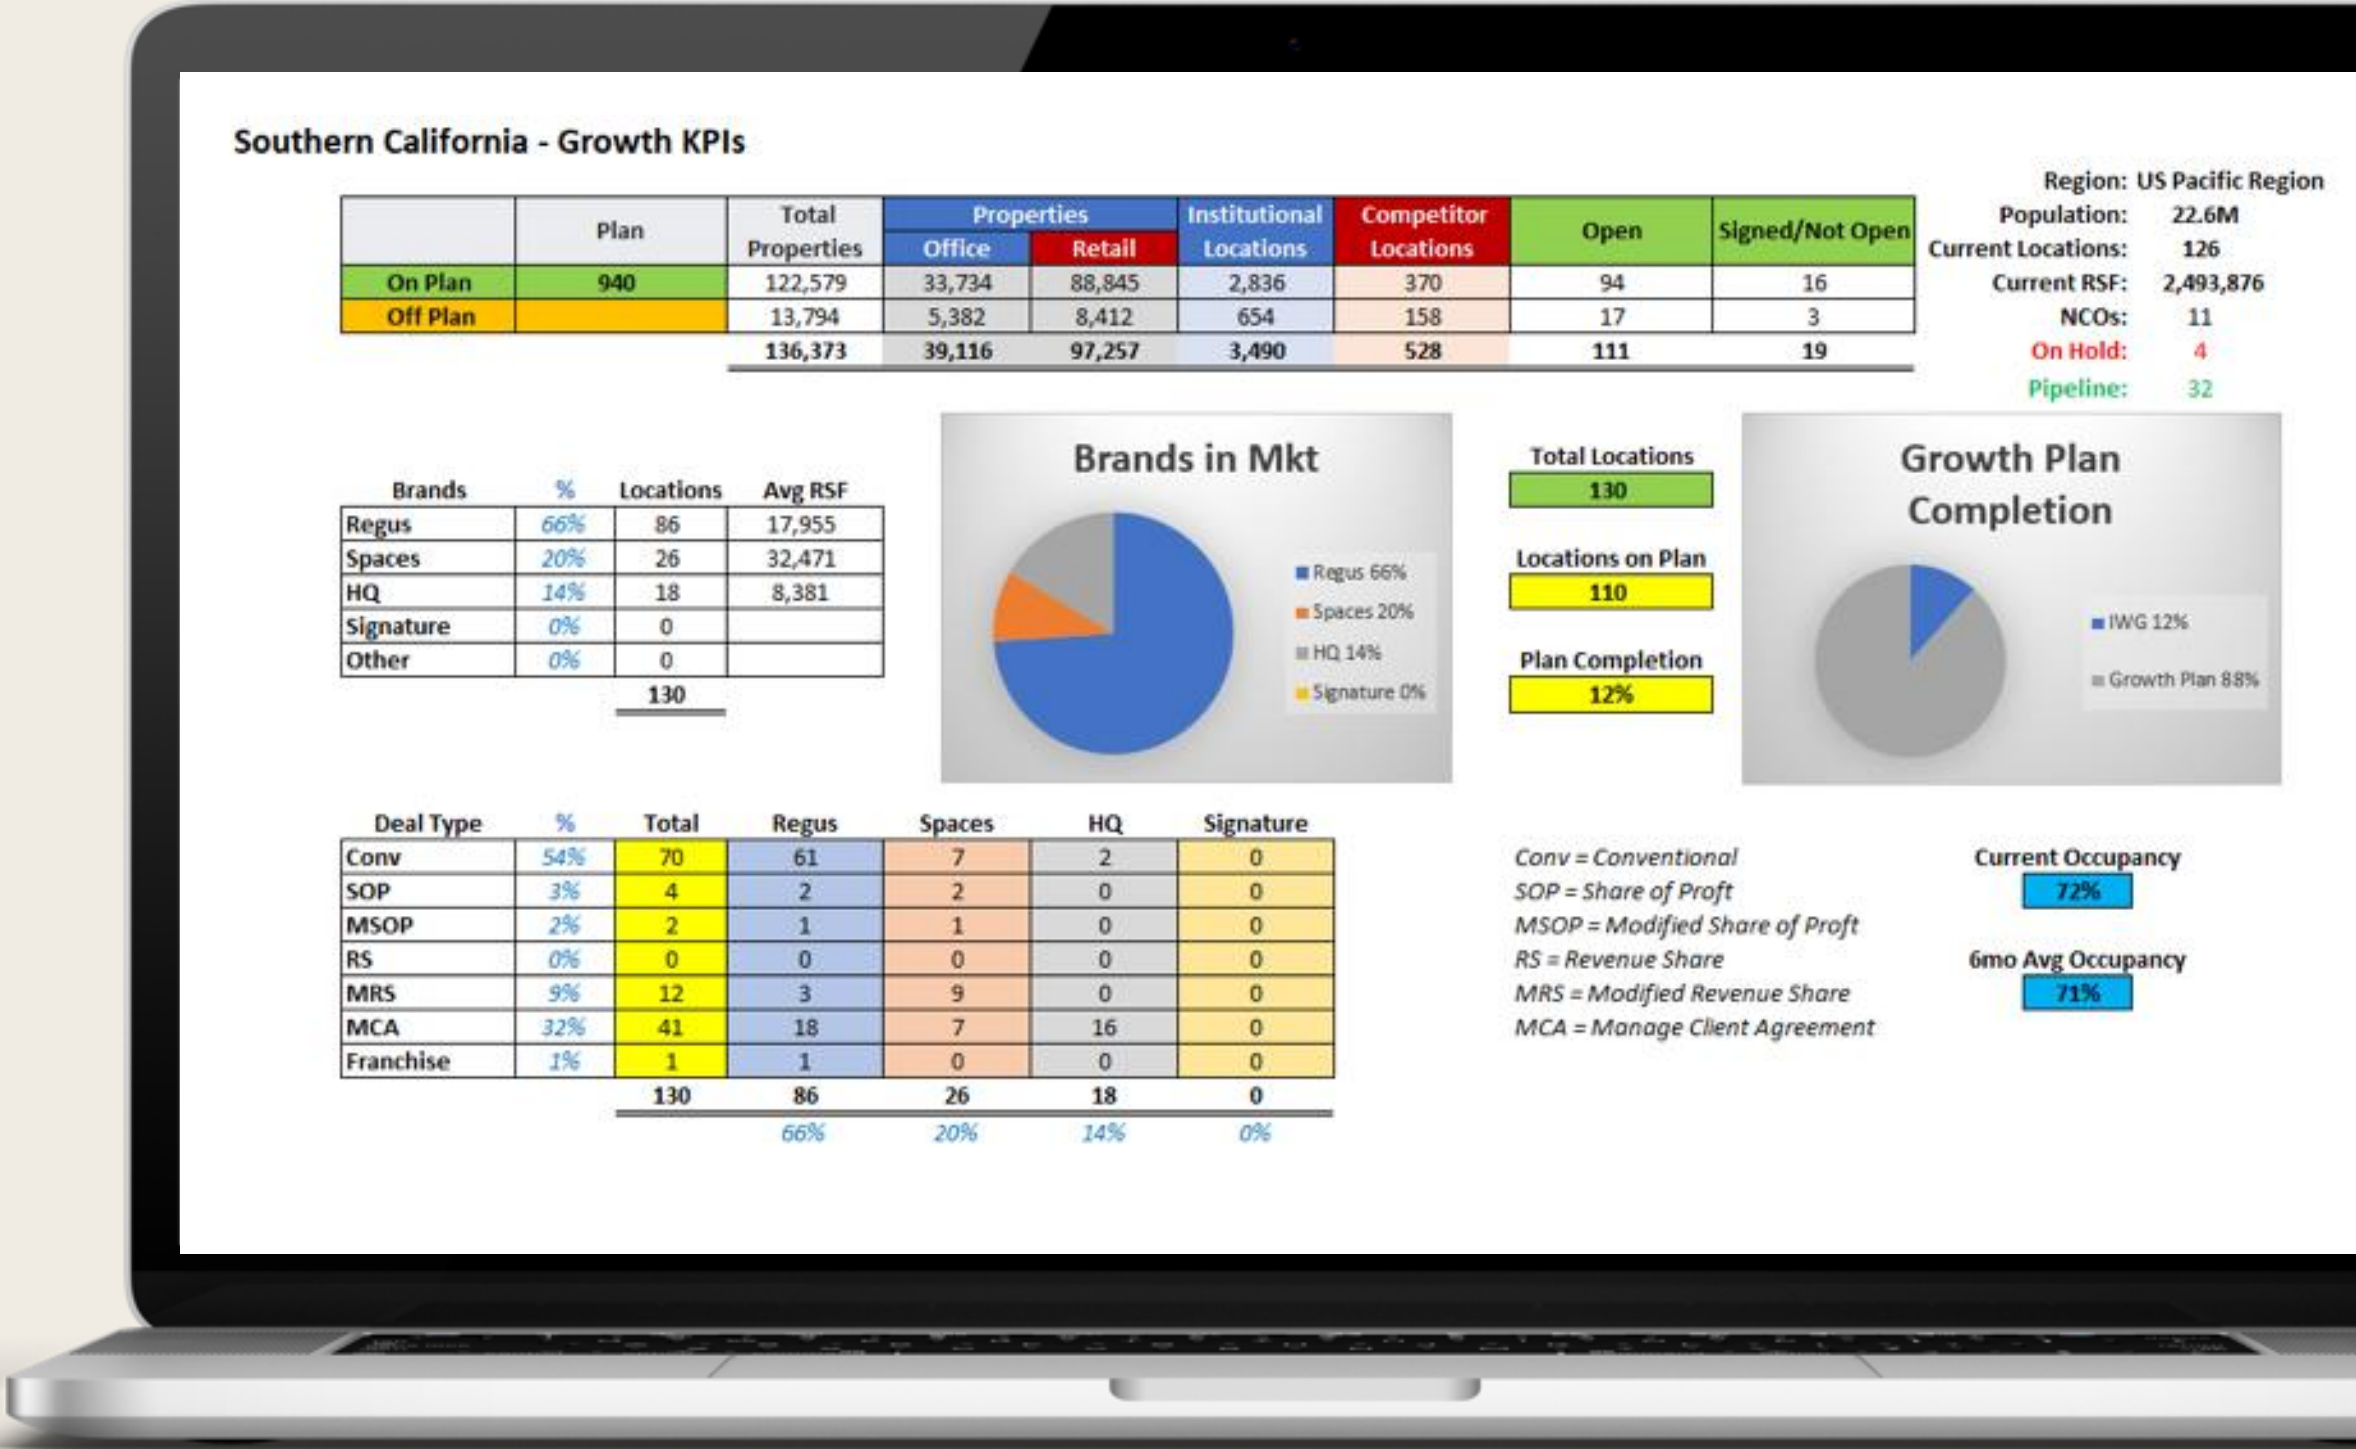 Southern California - Growth KPIs
Region: US Pacific Region
Population: 22.6M
Current Locations: 126
Current RSF: 2,493,876
NCOs: 11
On Hold: 4
Pipeline: 32
Plan Total Properties Properties Institutional Locations Competitor Locations Open Signed/Not Open
Office Retail
On Plan 940 122,579 33,734 88,845 2,836 370 94 16
Off Plan 13,794 5,382 8,412 654 158 17 3
136,373 39,116 97,257 3,490 528 111 19
Brands % Locations Avg RSF
Regus 66% 86 17,955
Spaces 20% 26 32,471
HQ 14% 18 8,381
Signature 0% 0
Other 0% 0
130
Brands in Mkt
Regus 66%
Spaces 20%
HQ 14%
Signature 0%
Total Locations
130
Locations on Plan
110
Plan Completion
12%
Growth Plan
Completion
IWG 12%
Growth Plan 88%
Deal Type % Total Regus Spaces HQ Signature
Conv 54% 70 61 7 2 0
SOP 3% 4 2 2 0 0
MSOP 2% 2 1 1 0 0
RS 0% 0 0 0 0 0
MRS 9% 12 3 9 0 0
MCA 32% 41 18 7 16 0
Franchise 1% 1 1 0 0 0
130 86 26 18 0
66% 20% 14% 0%
Conv = Conventional
SOP = Share of Proft
MSOP = Modified Share of Proft
RS = Revenue Share
MRS = Modified Revenue Share
MCA = Manage Client Agreement
Current Occupancy
72%
6mo Avg Occupancy
71%